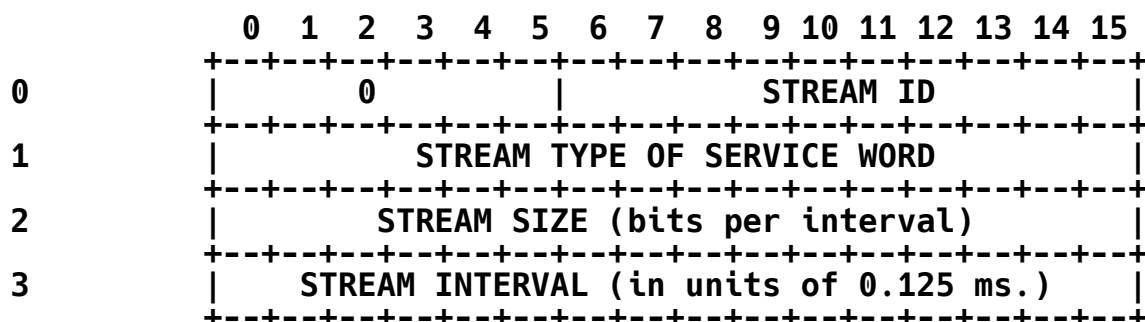 0  1  2  3  4  5  6  7  8  9 10 11 12 13 14 15
              +--+--+--+--+--+--+--+--+--+--+--+--+--+--+--+--+
0             |       0         |          STREAM ID          |
              +--+--+--+--+--+--+--+--+--+--+--+--+--+--+--+--+
1             |          STREAM TYPE OF SERVICE WORD          |
              +--+--+--+--+--+--+--+--+--+--+--+--+--+--+--+--+
2             |        STREAM SIZE (bits per interval)        |
              +--+--+--+--+--+--+--+--+--+--+--+--+--+--+--+--+
3             |    STREAM INTERVAL (in units of 0.125 ms.)    |
              +--+--+--+--+--+--+--+--+--+--+--+--+--+--+--+--+